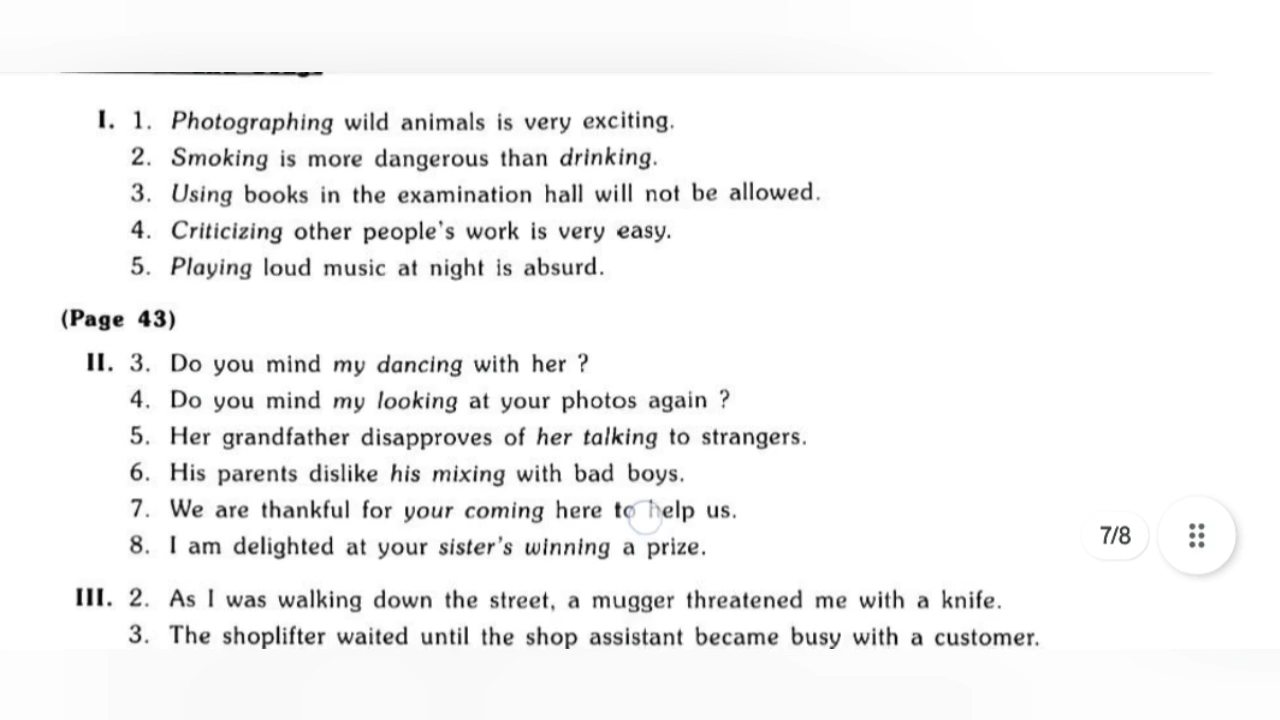 I. 1. Photographing wild animals is very exciting.
2. Smoking is more dangerous than drinking.
3. Using books in the examination hall will not be allowed.
4. Criticizing other people's work is very easy.
5. Playing loud music at night is absurd.
(Page 43)
II. 3. Do you mind my dancing with her ?
4. Do you mind my looking at your photos again ?
5. Her grandfather disapproves of her talking to strangers.
6. His parents dislike his mixing with bad boys.
7. We are thankful for your coming here to help us.
7/8
8. I am delighted at your sister's winning a prize.
III. 2. As I was walking down the street, a mugger threatened me with a knife.
3. The shoplifter waited until the shop assistant became busy with a customer.